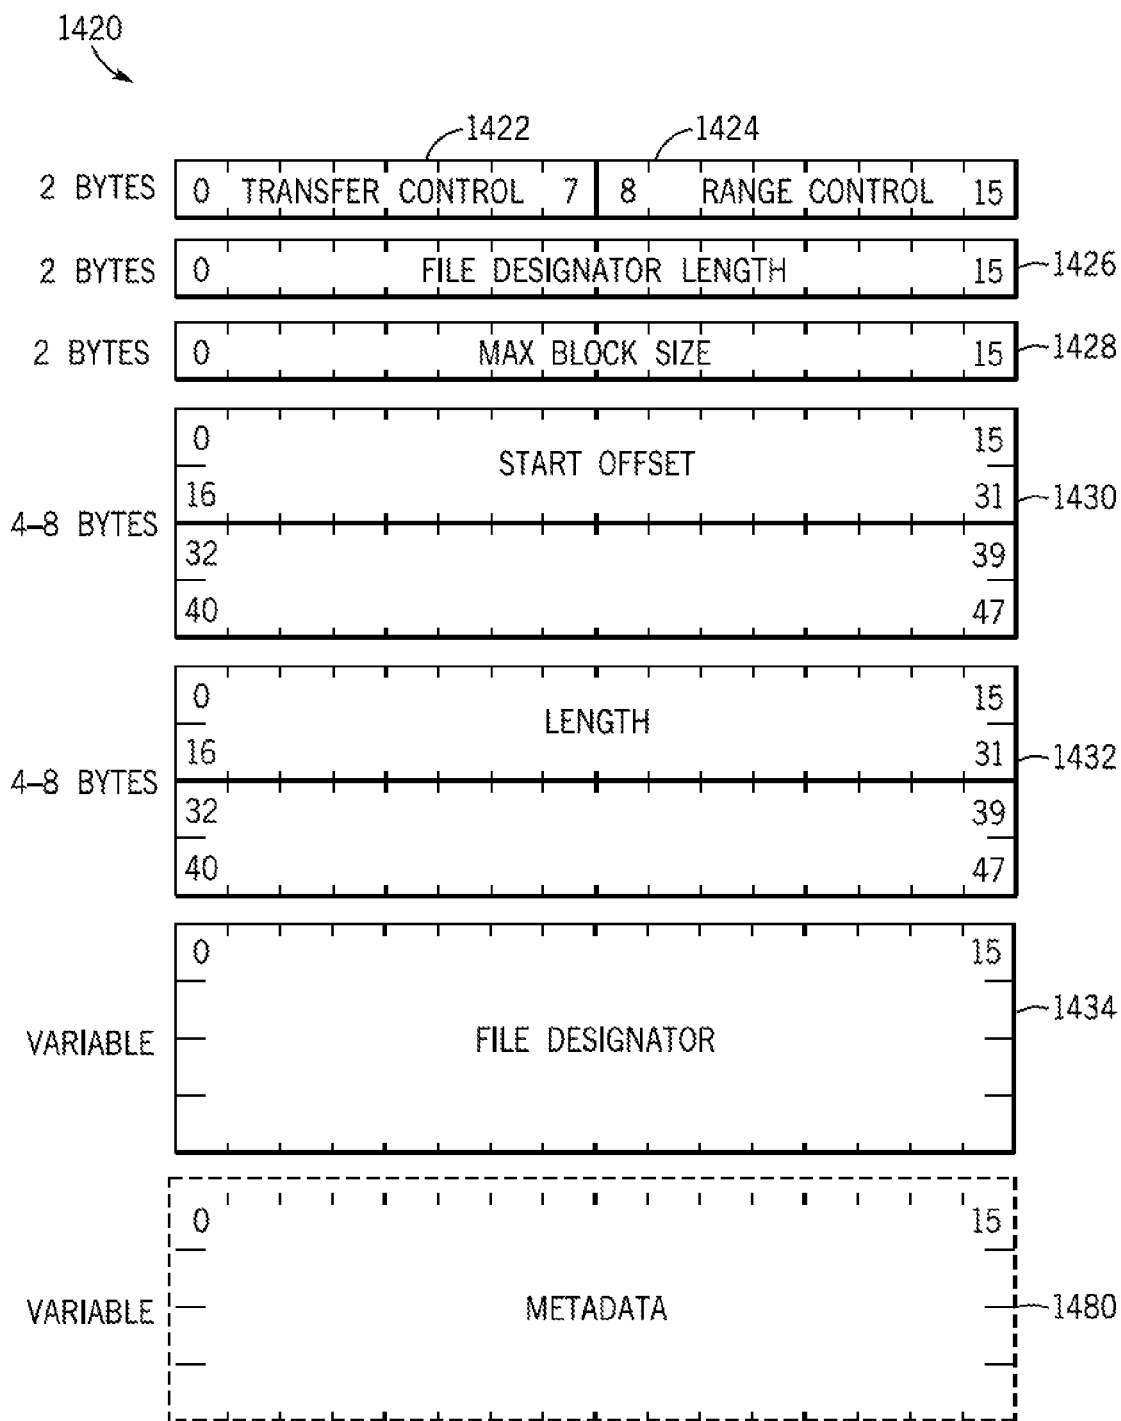 1420
1422 1424
2 BYTES 0 TRANSFER CONTROL 7 8 RANGE CONTROL 15
2 BYTES 0 FILE DESIGNATOR LENGTH 15 1426
2 BYTES 0 MAX BLOCK SIZE 15 1428
0 15
START OFFSET
16 31 1430
4–8 BYTES
32 39
40 47
0 15
LENGTH
16 31 1432
4–8 BYTES
32 39
40 47
0 15
1434
VARIABLE FILE DESIGNATOR
0 15
VARIABLE METADATA 1480